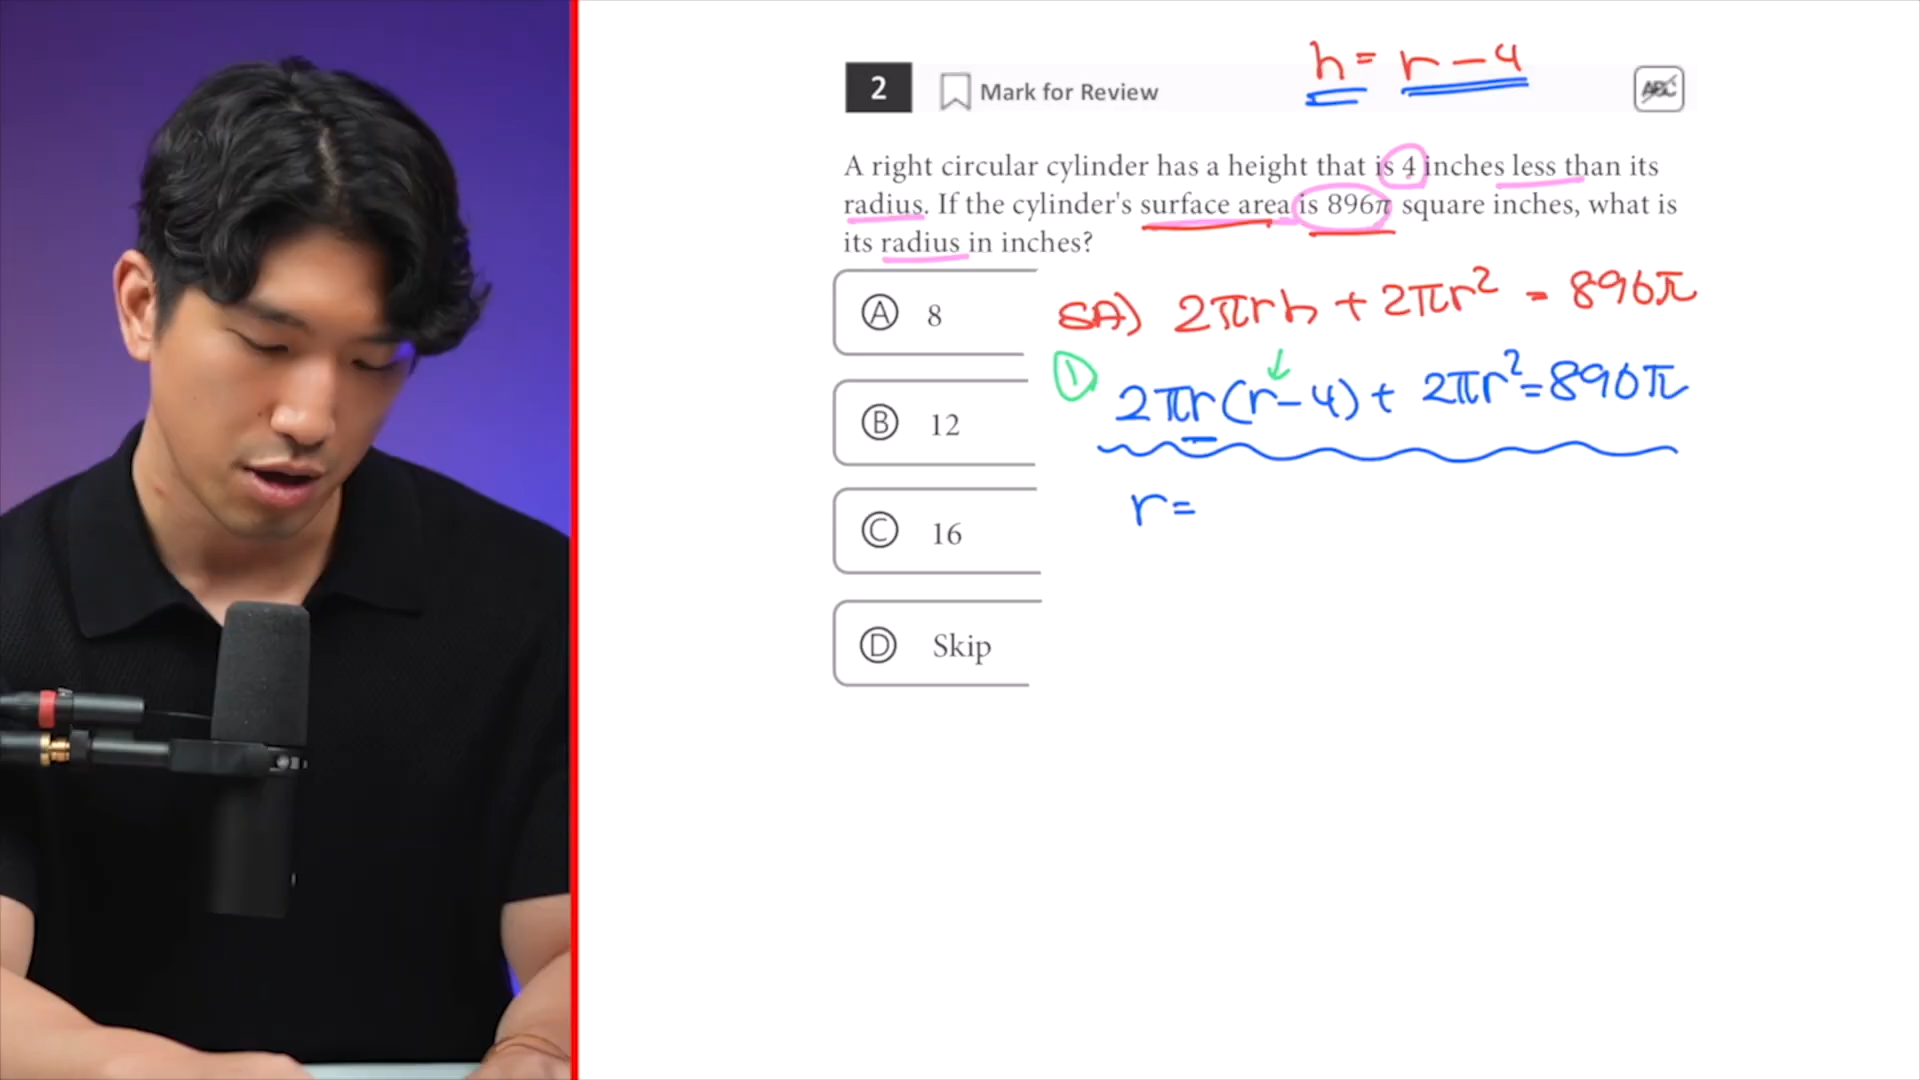 h = r - 4
2 Mark for Review ABC
A right circular cylinder has a height that is 4 inches less than its
radius. If the cylinder's surface area is 896π square inches, what is
its radius in inches?
A 8
SA) 2πrh + 2πr² = 896π
① 2πr(r-4) + 2πr² = 896π
B 12
r =
C 16
D Skip